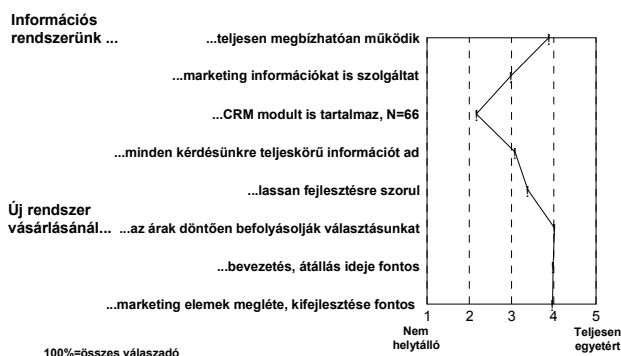 Információs
rendszerünk ...
...teljesen megbízhatóan működik
...marketing információkat is szolgáltat
...CRM modult is tartalmaz, N=66
...minden kérdésünkre teljeskörű információt ad
...lassan fejlesztésre szorul
Új rendszer
vásárlásánál...
...az árak döntően befolyásolják választásunkat
...bevezetés, átállás ideje fontos
...marketing elemek megléte, kifejlesztése fontos
1 2 3 4 5
Nem
helytálló
Teljesen
egyetért
100%=összes válaszadó